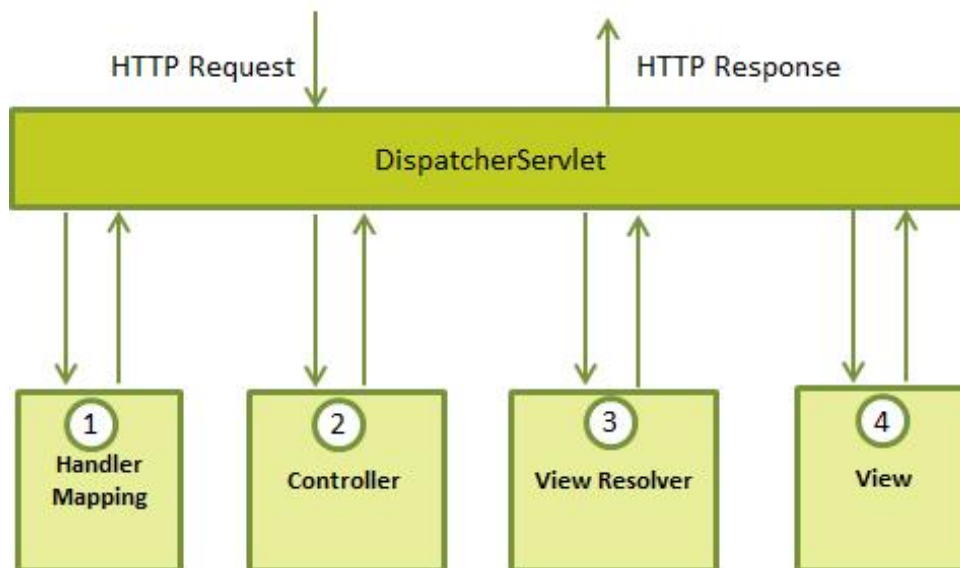 HTTP Request
HTTP Response
DispatcherServlet
1
Handler
Mapping
2
Controller
3
View Resolver
4
View